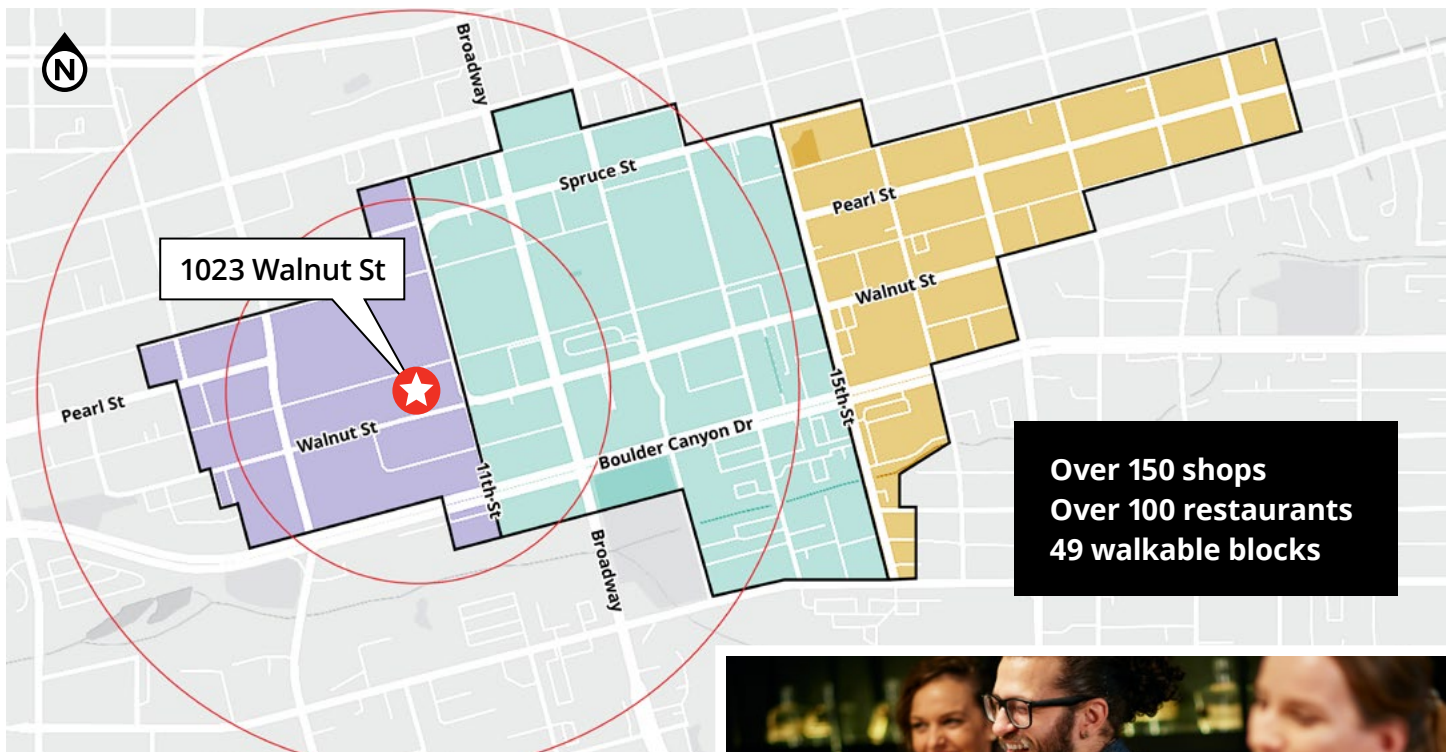 N
Broadway
Spruce St
Pearl St
1023 Walnut St
Walnut St
15th St
Pearl St
Walnut St
Boulder Canyon Dr
11th St
Broadway
Over 150 shops
Over 100 restaurants
49 walkable blocks